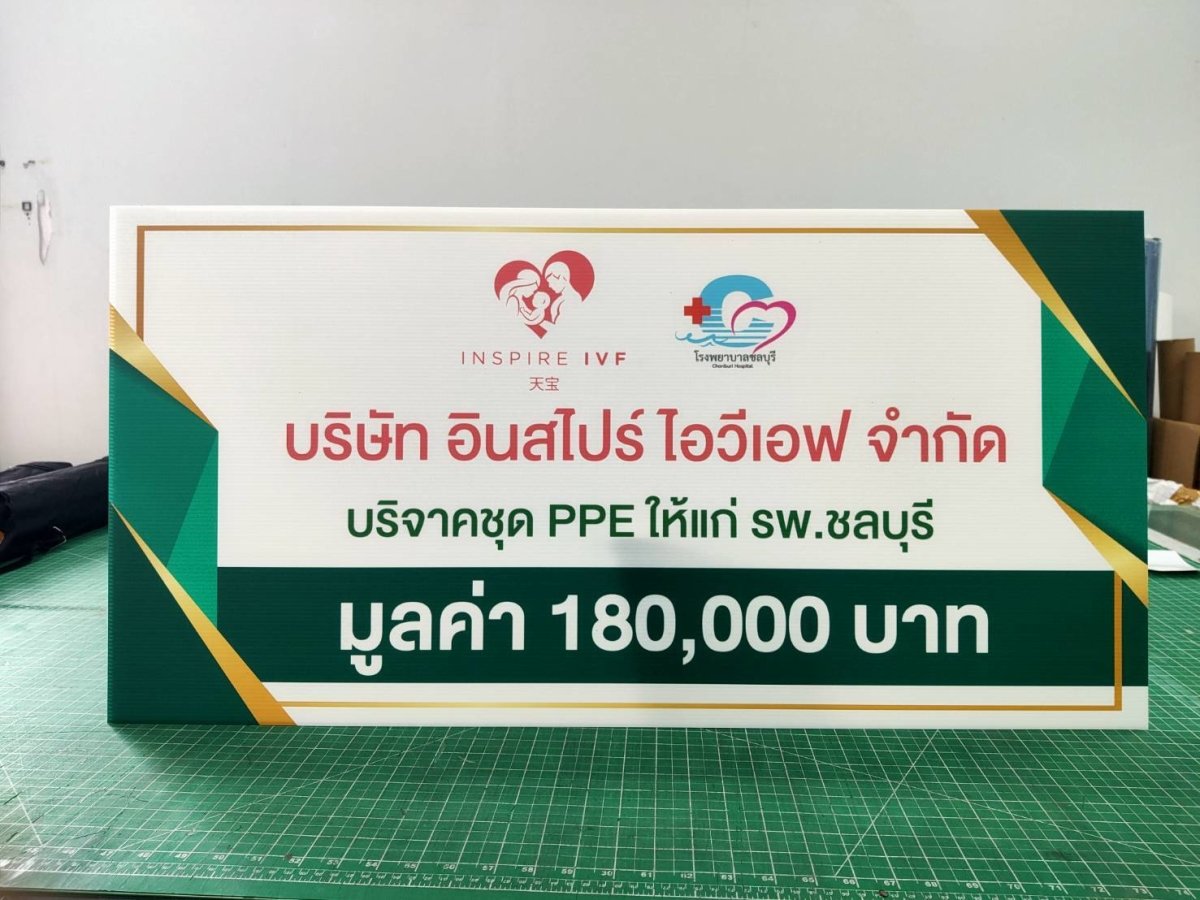 INSPIRE IVF
天宝
โรงพยาบาลชลบุรี
Chonburi Hospital
บริษัท อินสไปร์ ไอวีเอฟ จำกัด
บริจาคชุด PPE ให้แก่ รพ.ชลบุรี
มูลค่า 180,000 บาท